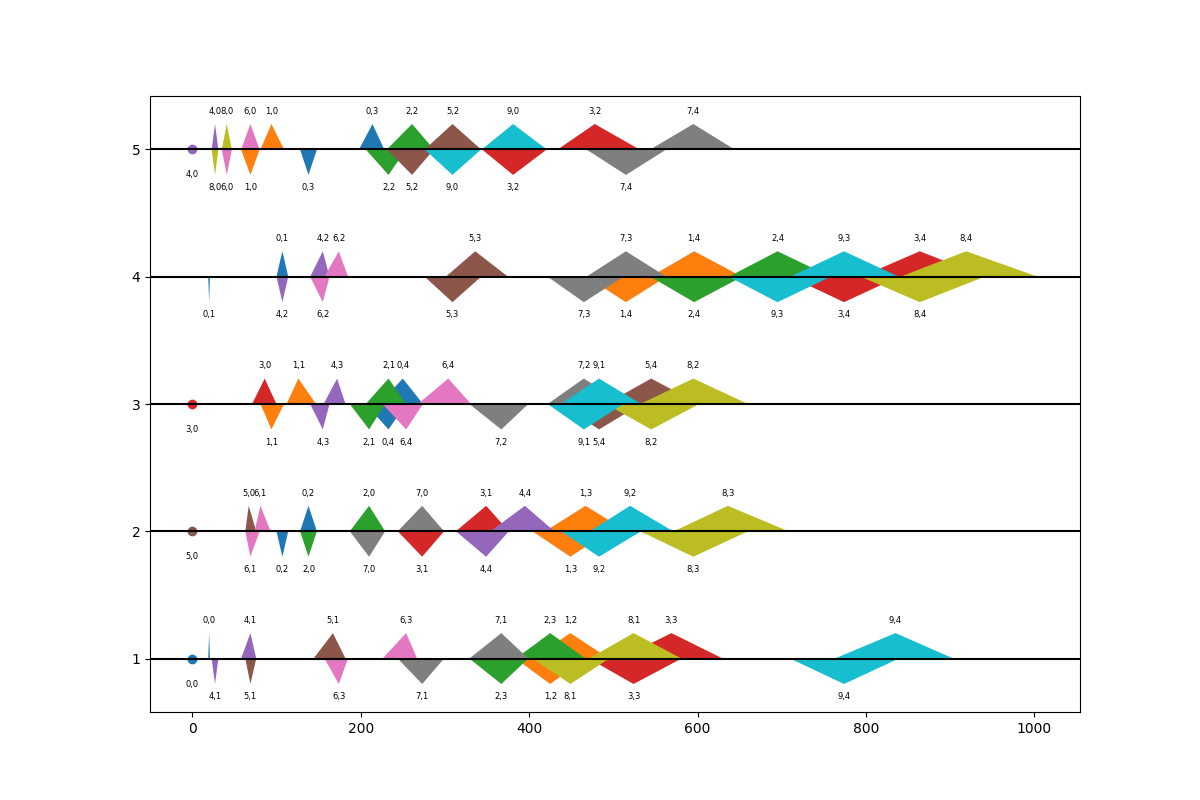 4,0 8,0 6,0 1,0 0,3 2,2 5,2 9,0 3,2 7,4
5
4,0 8,0 6,0 1,0 0,3 2,2 5,2 9,0 3,2 7,4
0,1 4,2 6,2 5,3 7,3 1,4 2,4 9,3 3,4 8,4
4
0,1 4,2 6,2 5,3 7,3 1,4 2,4 9,3 3,4 8,4
3,0 1,1 4,3 2,1 0,4 6,4 7,2 9,1 5,4 8,2
3
3,0 1,1 4,3 2,1 0,4 6,4 7,2 9,1 5,4 8,2
5,0 6,1 0,2 2,0 7,0 3,1 4,4 1,3 9,2 8,3
2
5,0 6,1 0,2 2,0 7,0 3,1 4,4 1,3 9,2 8,3
0,0 4,1 5,1 6,3 7,1 2,3 1,2 8,1 3,3 9,4
1
0,0 4,1 5,1 6,3 7,1 2,3 1,2 8,1 3,3 9,4
0 200 400 600 800 1000